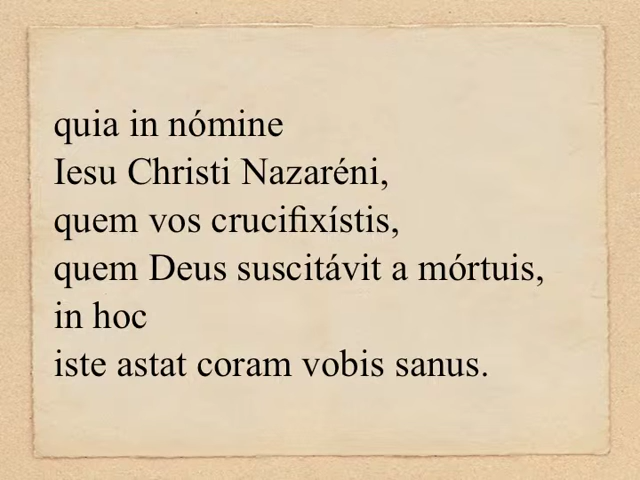 quia in nómine
Iesu Christi Nazaréni,
quem vos crucifixístis,
quem Deus suscitávit a mórtuis,
in hoc
iste astat coram vobis sanus.